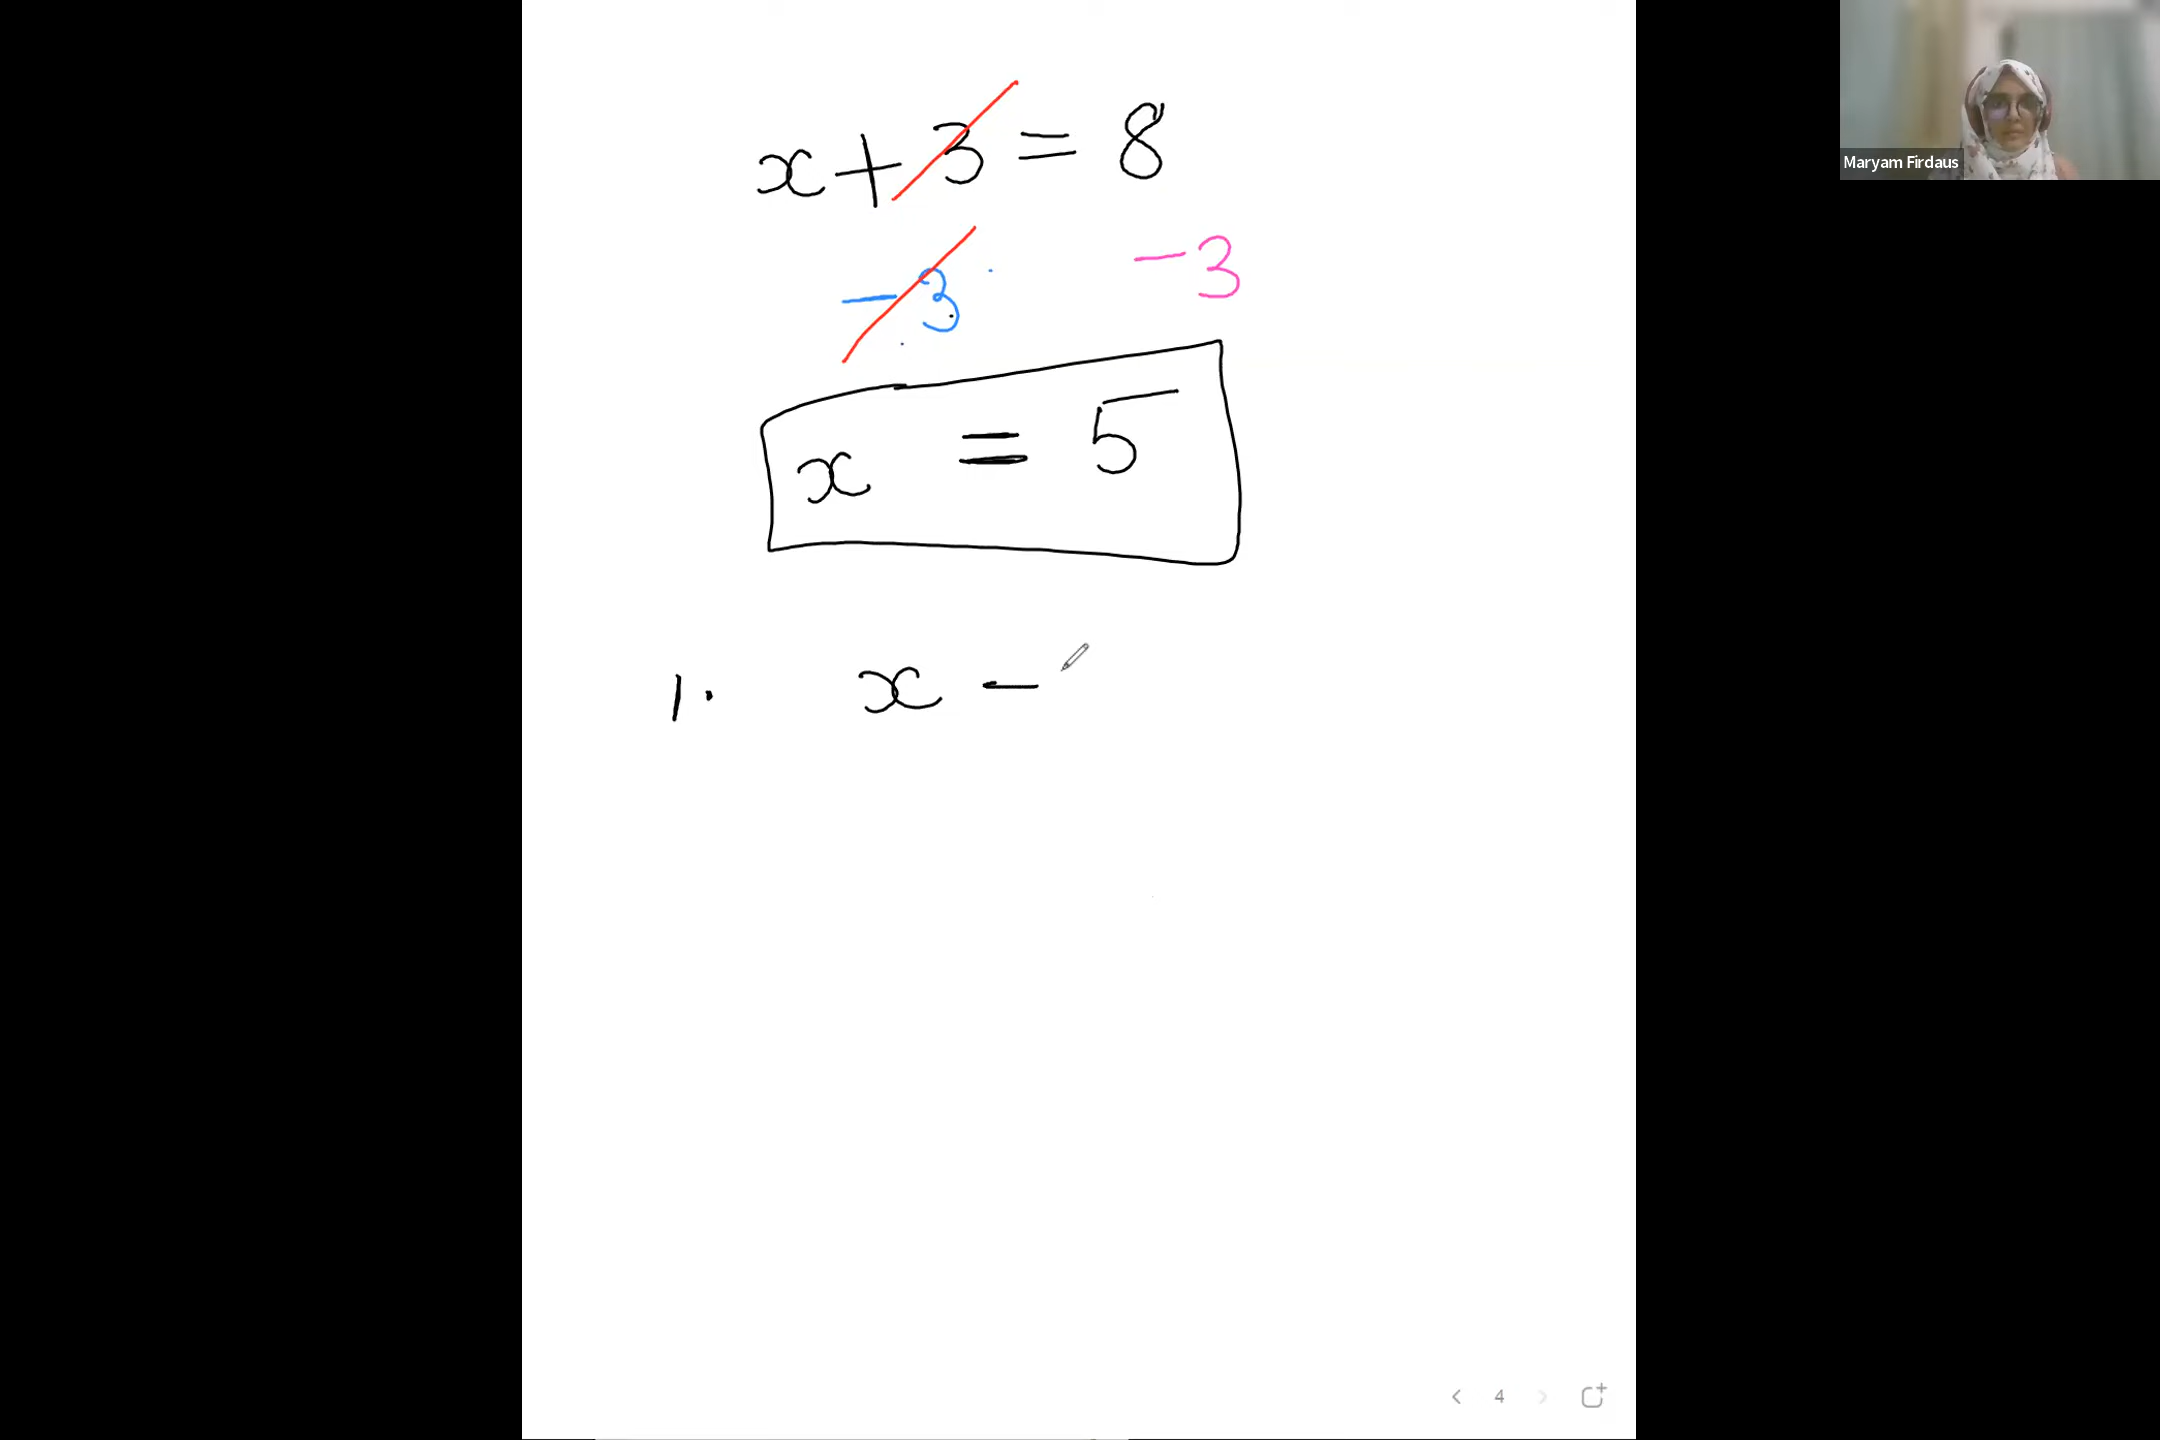 x + 3 = 8
- 3 - 3
x = 5
1. x -
Maryam Firdaus
4